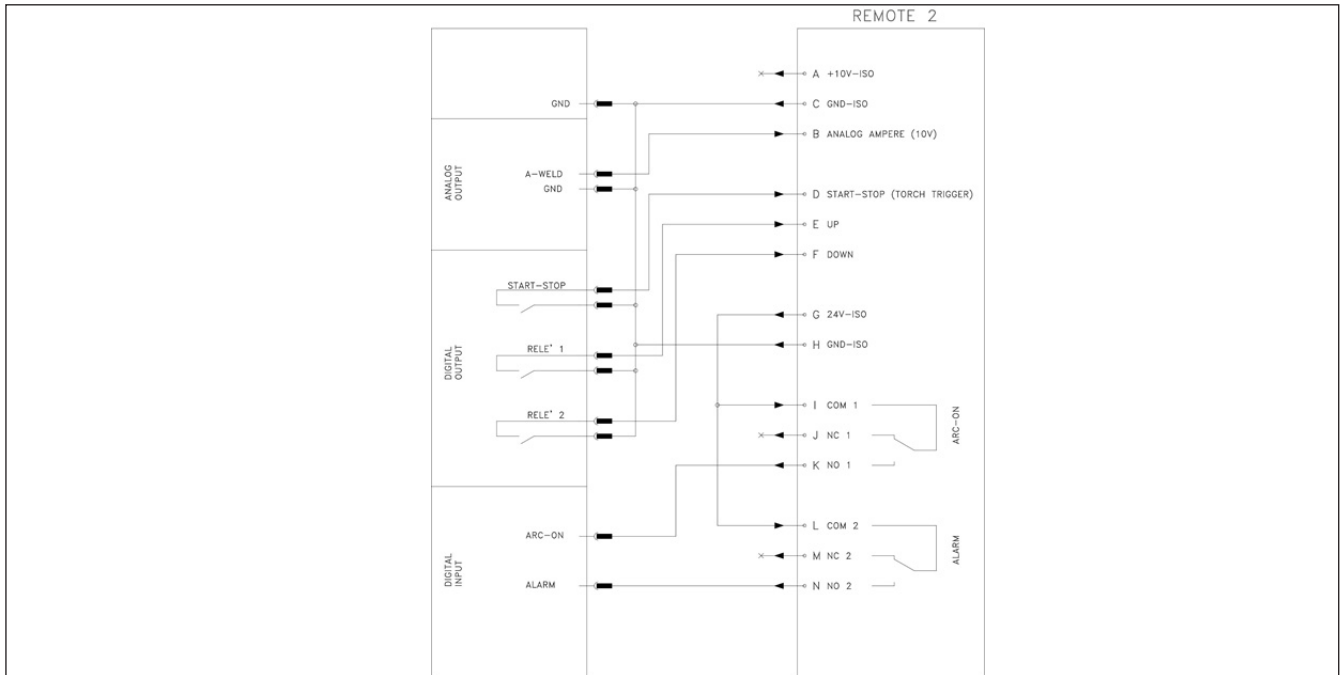 REMOTE 2
A +10V-ISO
GND
C GND-ISO
B ANALOG AMPERE (10V)
ANALOG
OUTPUT
A-WELD
GND
D START-STOP (TORCH TRIGGER)
E UP
F DOWN
DIGITAL
OUTPUT
START-STOP
RELE' 1
RELE' 2
G 24V-ISO
H GND-ISO
I COM 1
J NC 1
K NO 1
ARC-ON
DIGITAL
INPUT
ARC-ON
ALARM
L COM 2
M NC 2
N NO 2
ALARM